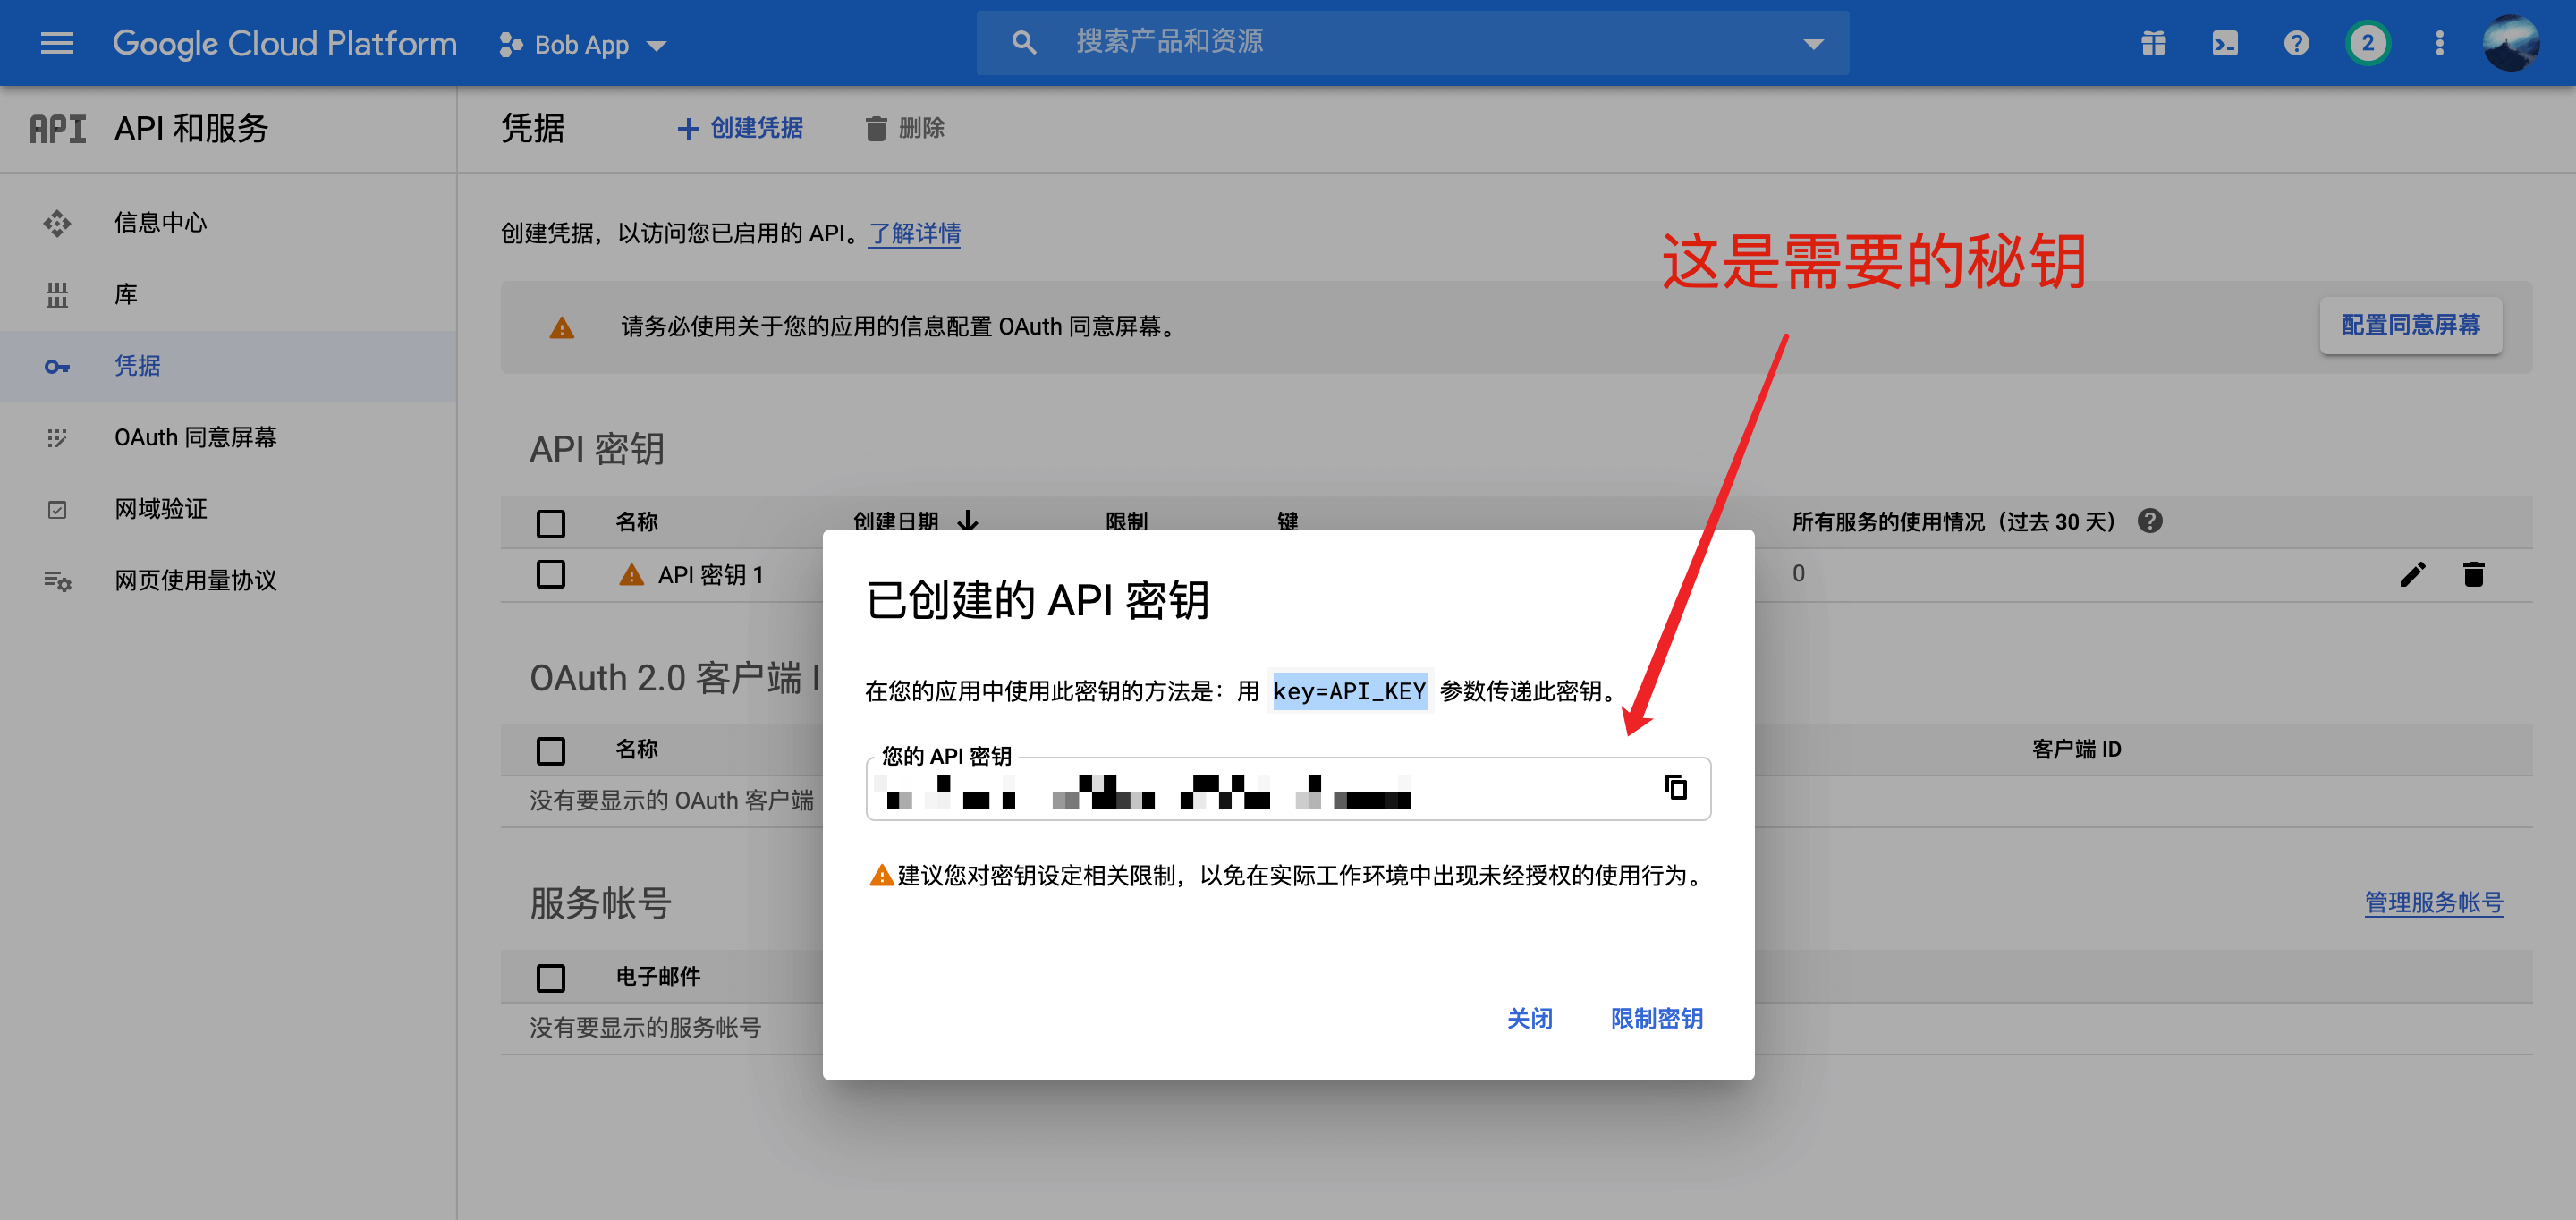 Google Cloud Platform
Bob App
搜索产品和资源
2
API
API 和服务
凭据
创建凭据
删除
信息中心
库
凭据
OAuth 同意屏幕
网域验证
网页使用量协议
创建凭据，以访问您已启用的 API。了解详情
这是需要的秘钥
请务必使用关于您的应用的信息配置 OAuth 同意屏幕。
配置同意屏幕
API 密钥
名称 创建日期 限制 键 所有服务的使用情况（过去 30 天）
API 密钥 1 0
OAuth 2.0 客户端 I
名称 客户端 ID
没有要显示的 OAuth 客户端
服务帐号
管理服务帐号
电子邮件
没有要显示的服务帐号
已创建的 API 密钥
在您的应用中使用此密钥的方法是：用 key=API_KEY 参数传递此密钥。
您的 API 密钥
建议您对密钥设定相关限制，以免在实际工作环境中出现未经授权的使用行为。
关闭
限制密钥